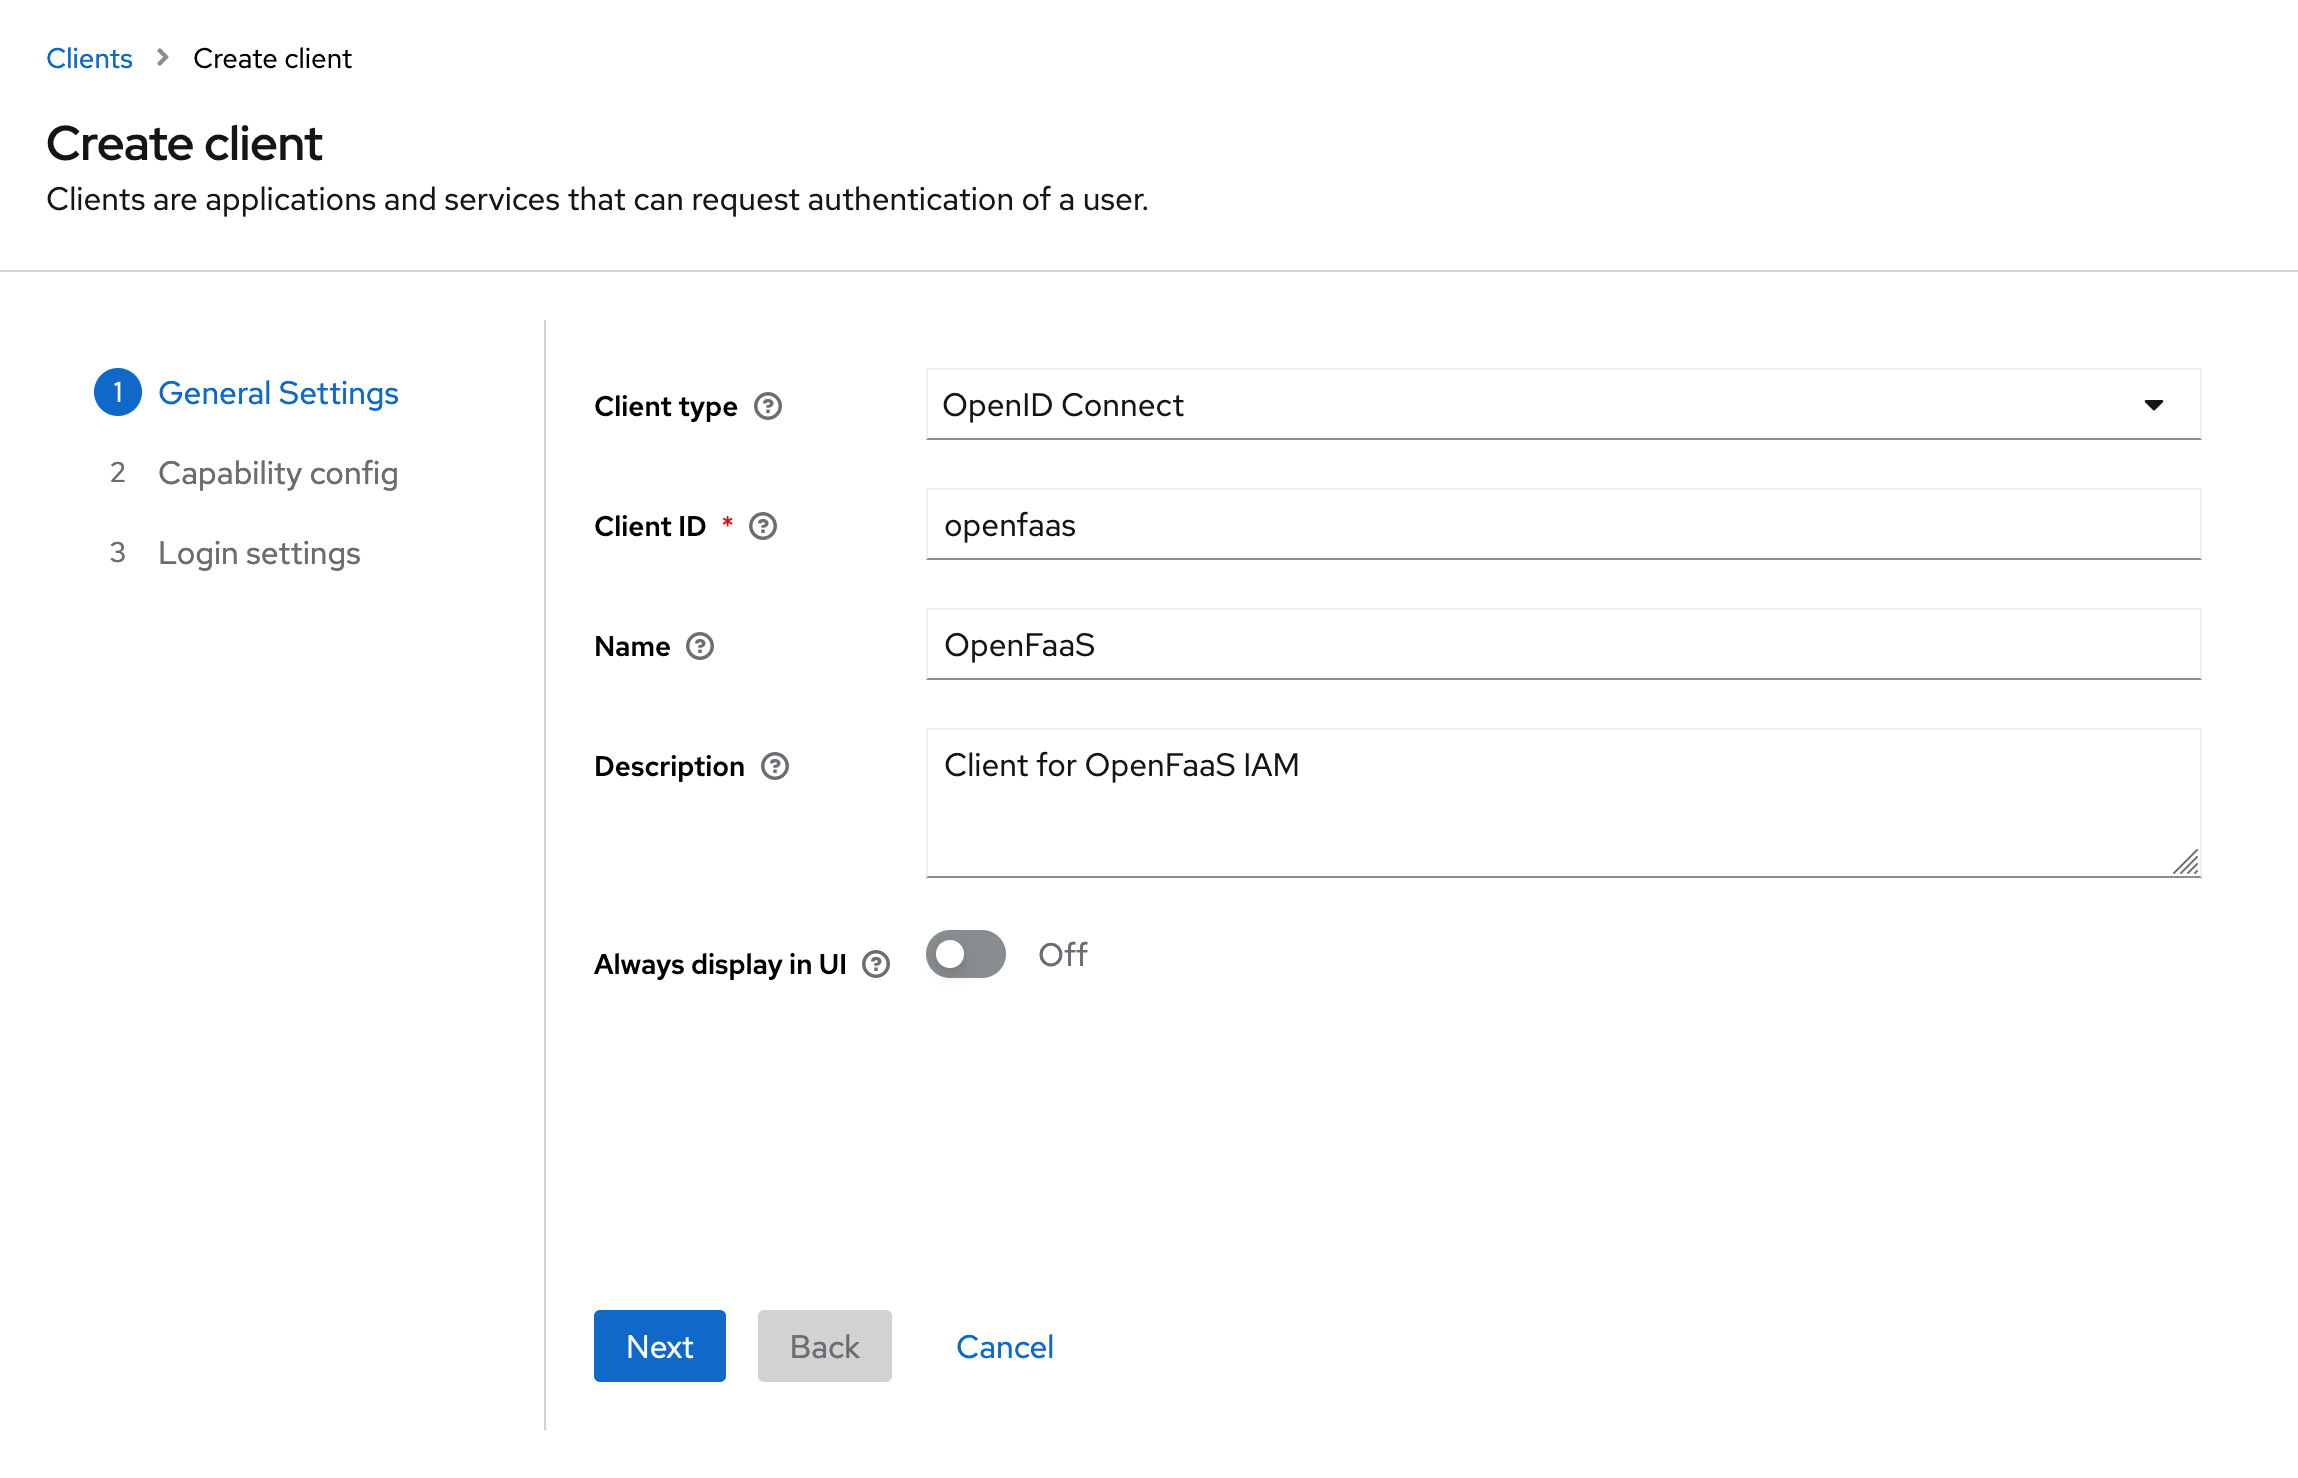 Clients Create client
Create client
Clients are applications and services that can request authentication of a user.
1 General Settings
2 Capability config
3 Login settings
Client type OpenID Connect
Client ID * openfaas
Name OpenFaaS
Description Client for OpenFaaS IAM
Always display in UI Off
Next Back Cancel